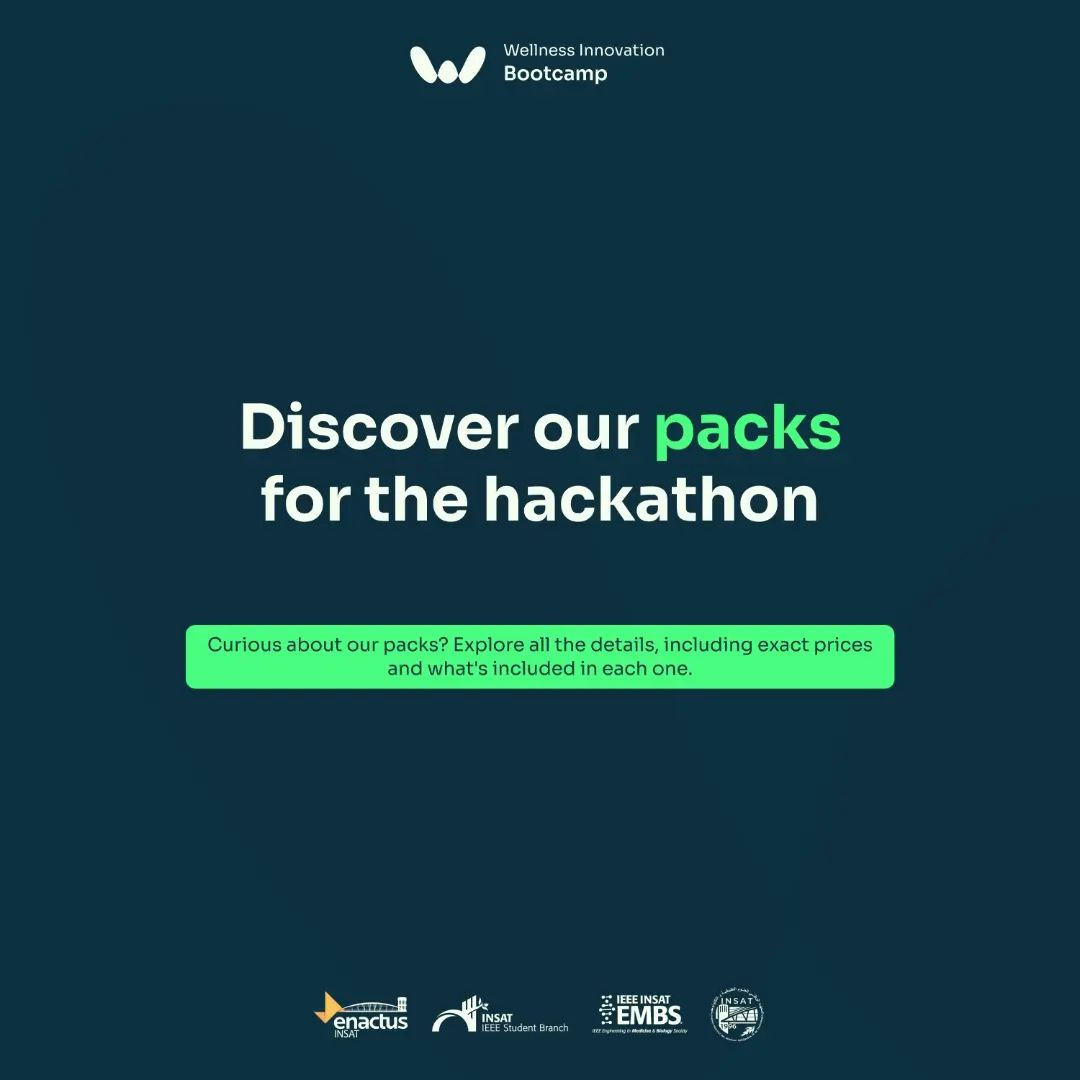 Wellness Innovation
Bootcamp
Discover our packs
for the hackathon
Curious about our packs? Explore all the details, including exact prices
and what's included in each one.
enactus
INSAT
INSAT
IEEE Student Branch
IEEE INSAT
EMBS
IEEE Engineering in Medicine & Biology Society
INSAT
1996